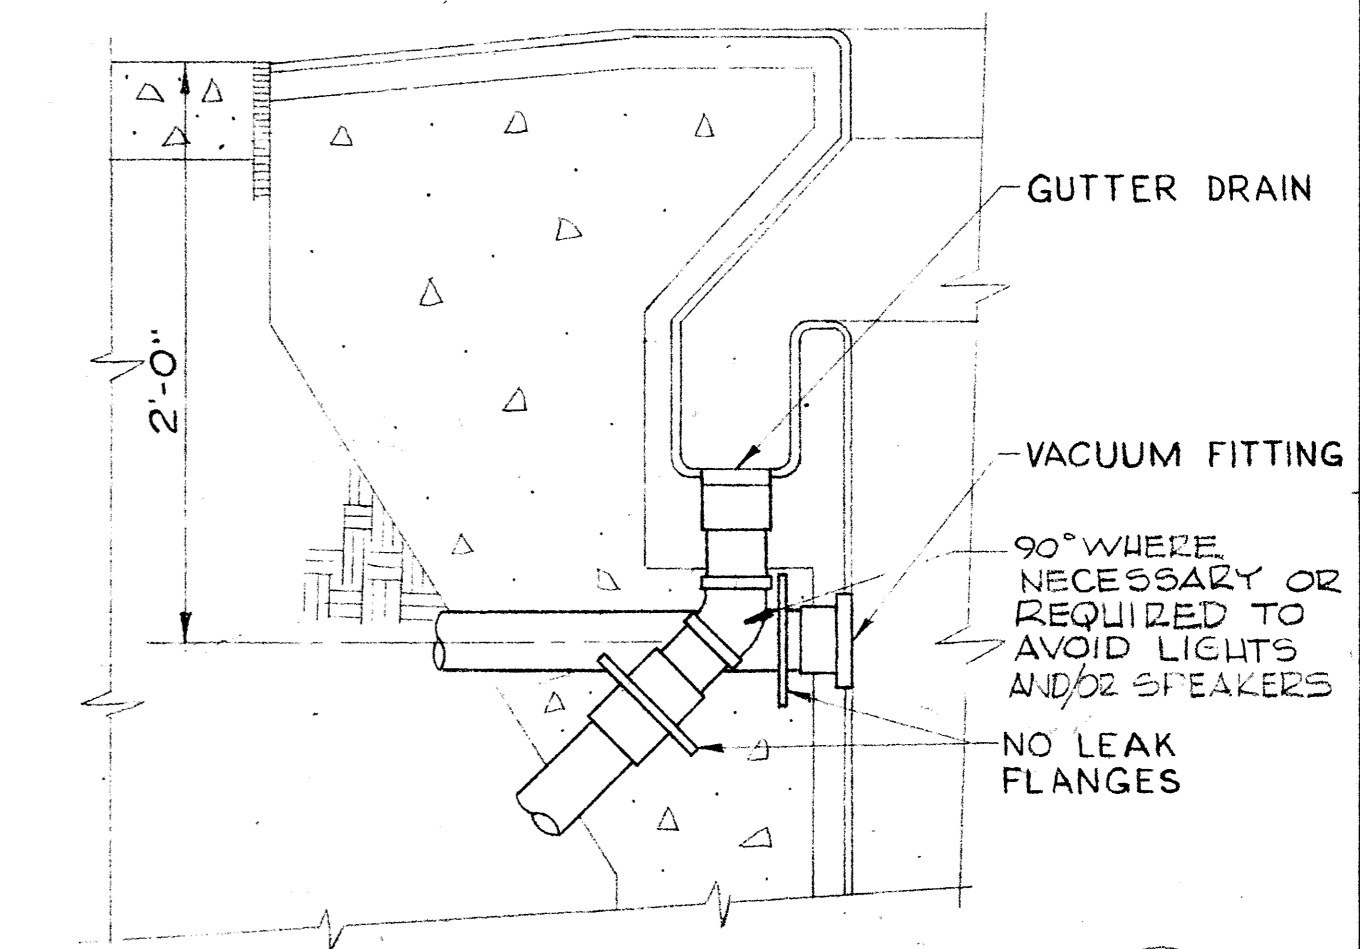 GUTTER DRAIN
2'-0"
VACUUM FITTING
90° WHERE
NECESSARY OR
REQUIRED TO
AVOID LIGHTS
AND/OR SPEAKERS
NO LEAK
FLANGES